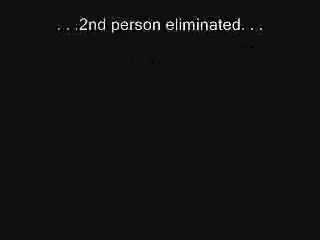 . . .2nd person eliminated. . .